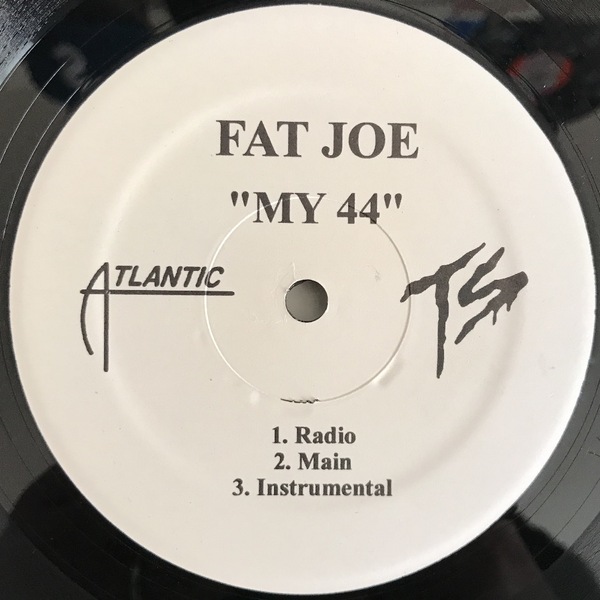 FAT JOE
"MY 44"
ATLANTIC
TS
1. Radio
2. Main
3. Instrumental